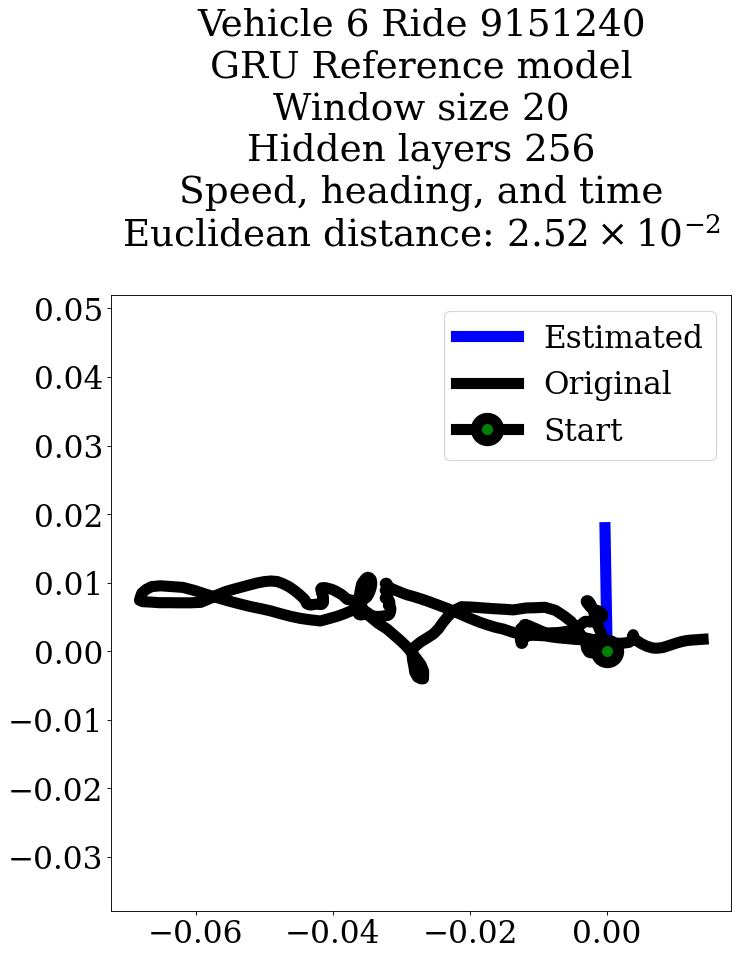 Vehicle 6 Ride 9151240
GRU Reference model
Window size 20
Hidden layers 256
Speed, heading, and time
Euclidean distance: 2.52 × 10⁻²
0.05
Estimated
0.04
Original
0.03
Start
0.02
0.01
0.00
−0.01
−0.02
−0.03
−0.06 −0.04 −0.02 0.00